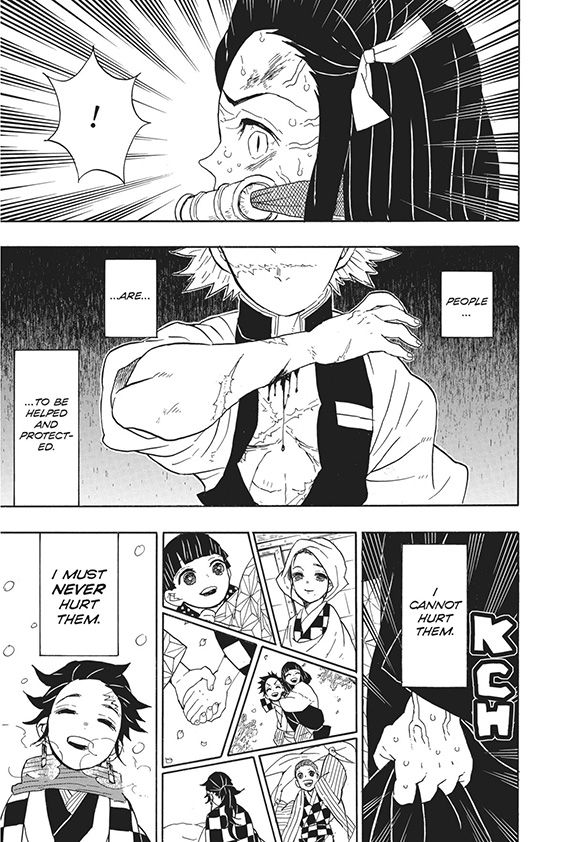 !
PEOPLE
...
...ARE...
...TO BE
HELPED
AND
PROTECT-
ED.
I
CANNOT
HURT
THEM.
KCH
I MUST
NEVER
HURT
THEM.